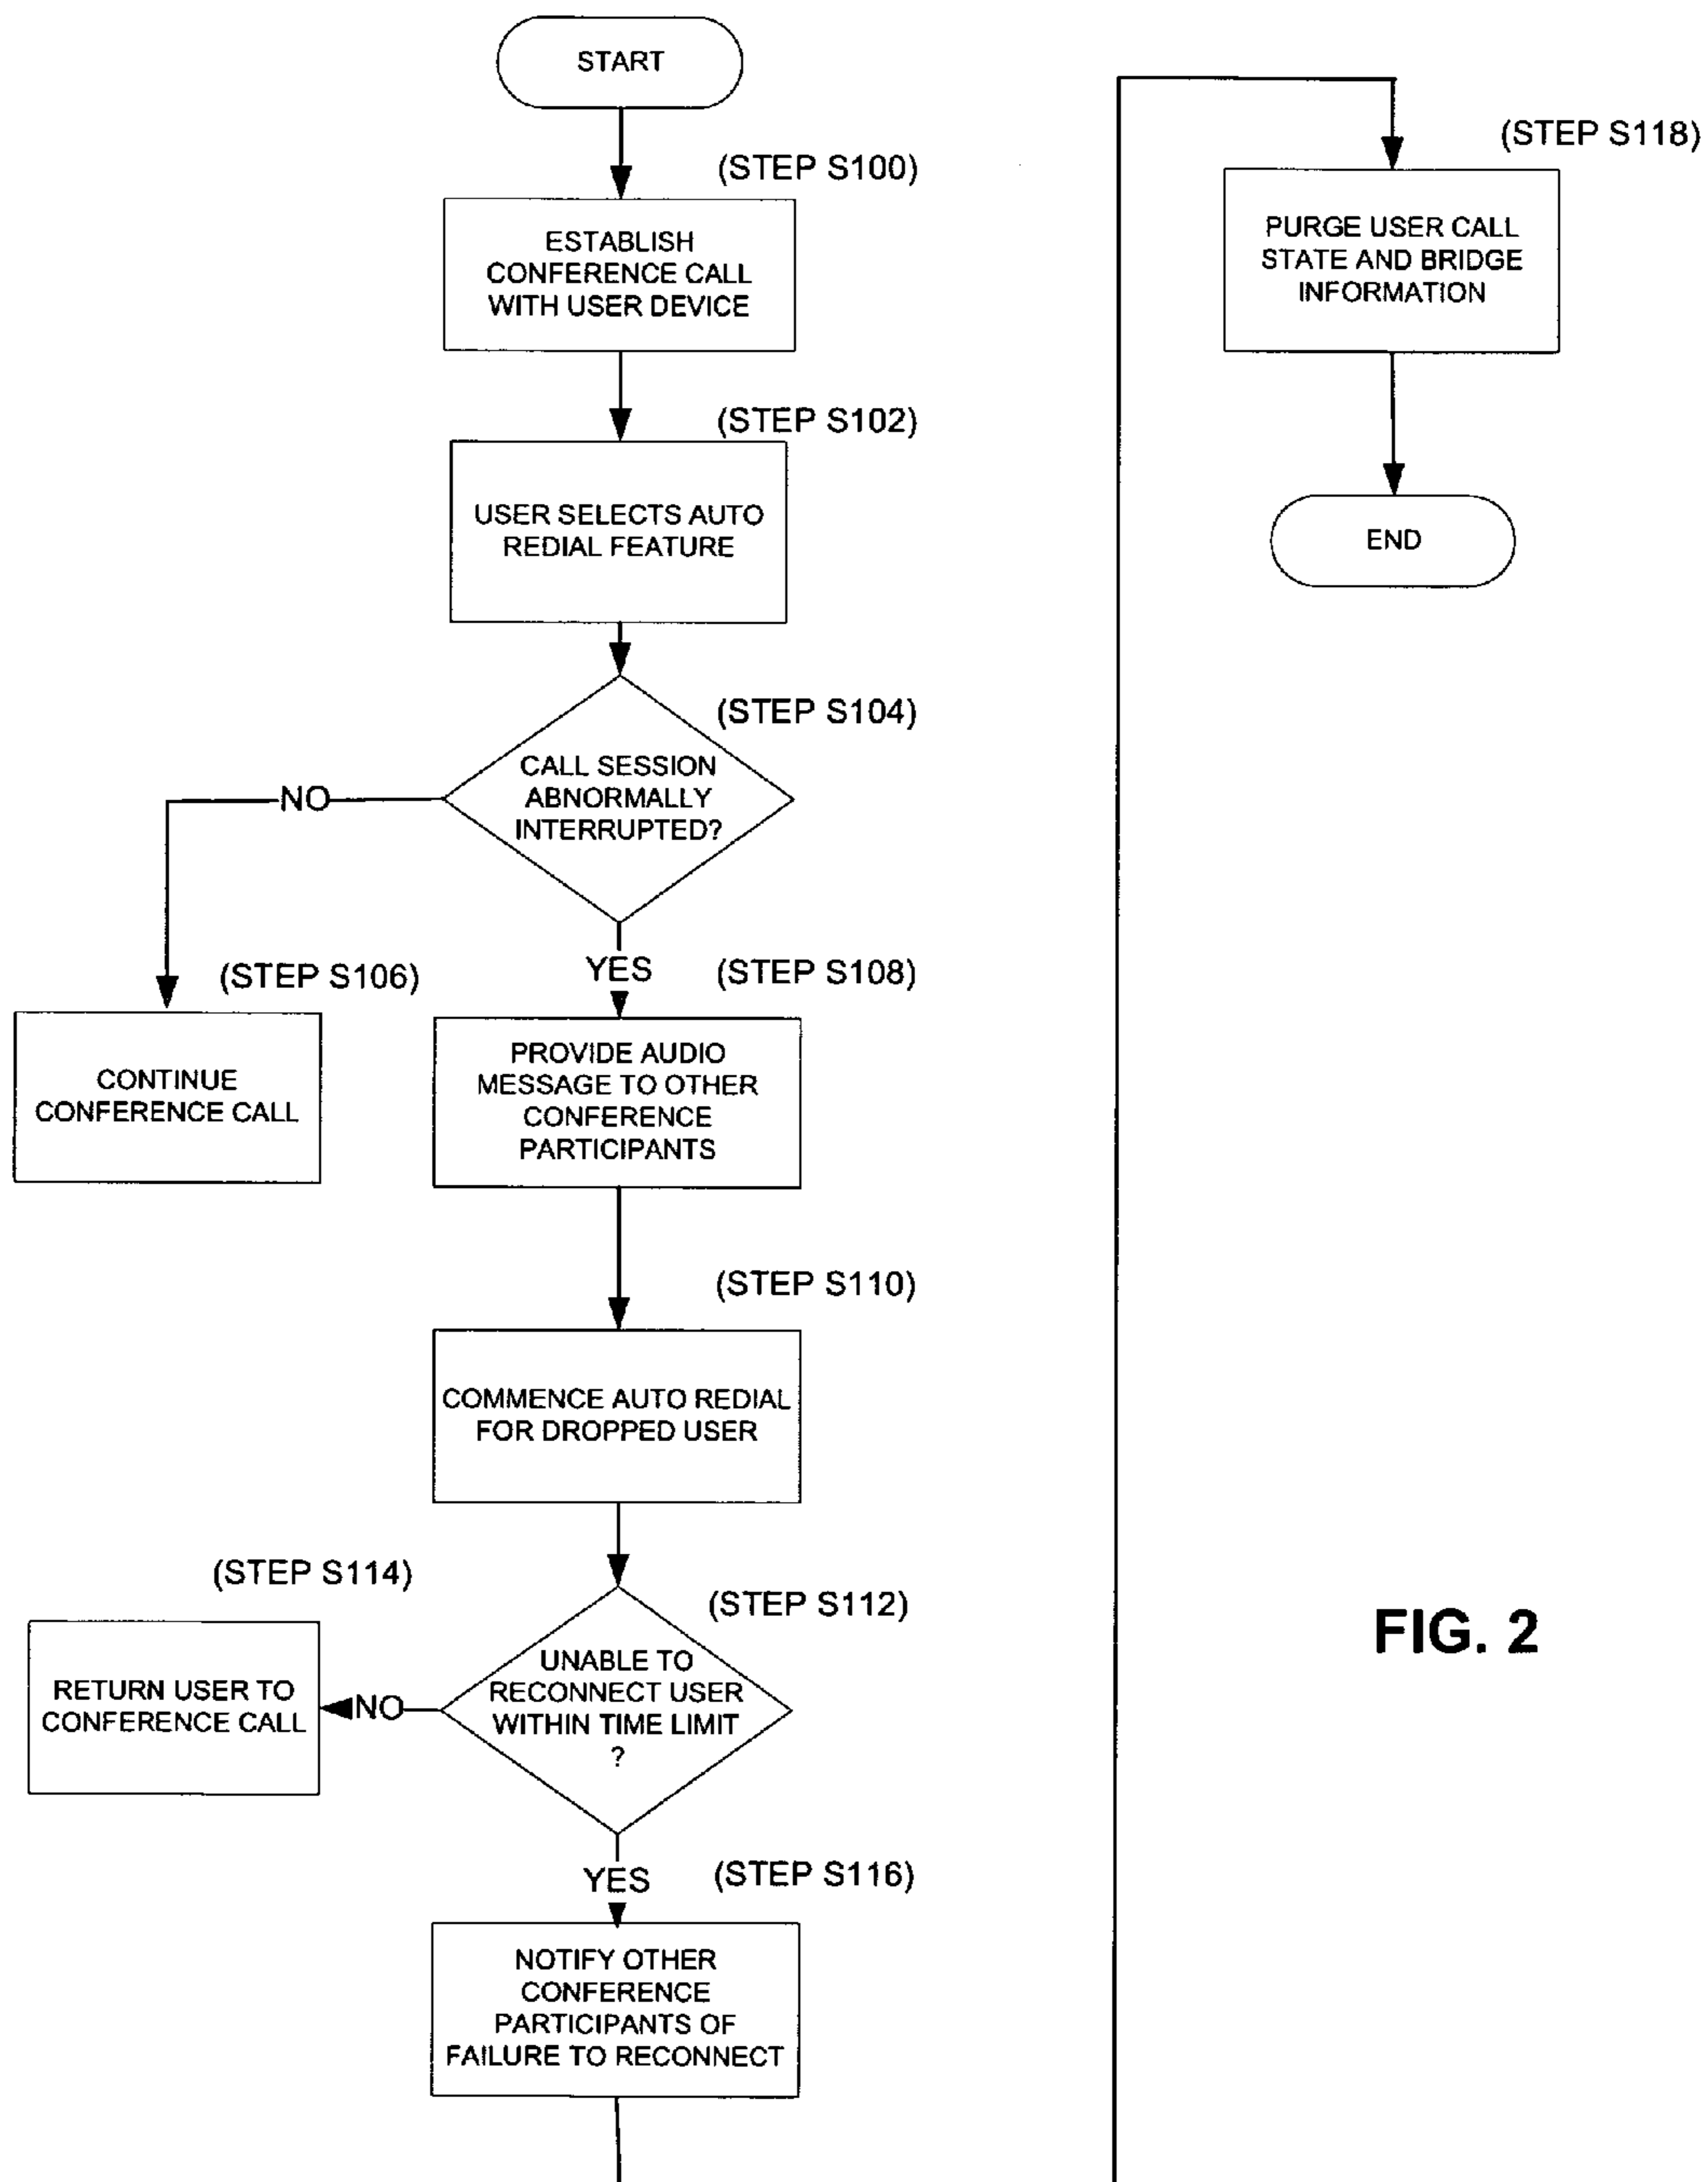 START
(STEP S100)
ESTABLISH
CONFERENCE CALL
WITH USER DEVICE
(STEP S102)
USER SELECTS AUTO
REDIAL FEATURE
(STEP S104)
CALL SESSION
ABNORMALLY
INTERRUPTED?
NO
YES
(STEP S106)
CONTINUE
CONFERENCE CALL
(STEP S108)
PROVIDE AUDIO
MESSAGE TO OTHER
CONFERENCE
PARTICIPANTS
(STEP S110)
COMMENCE AUTO REDIAL
FOR DROPPED USER
(STEP S112)
UNABLE TO
RECONNECT USER
WITHIN TIME LIMIT
?
NO
(STEP S114)
RETURN USER TO
CONFERENCE CALL
YES
(STEP S116)
NOTIFY OTHER
CONFERENCE
PARTICIPANTS OF
FAILURE TO RECONNECT
(STEP S118)
PURGE USER CALL
STATE AND BRIDGE
INFORMATION
END
FIG. 2